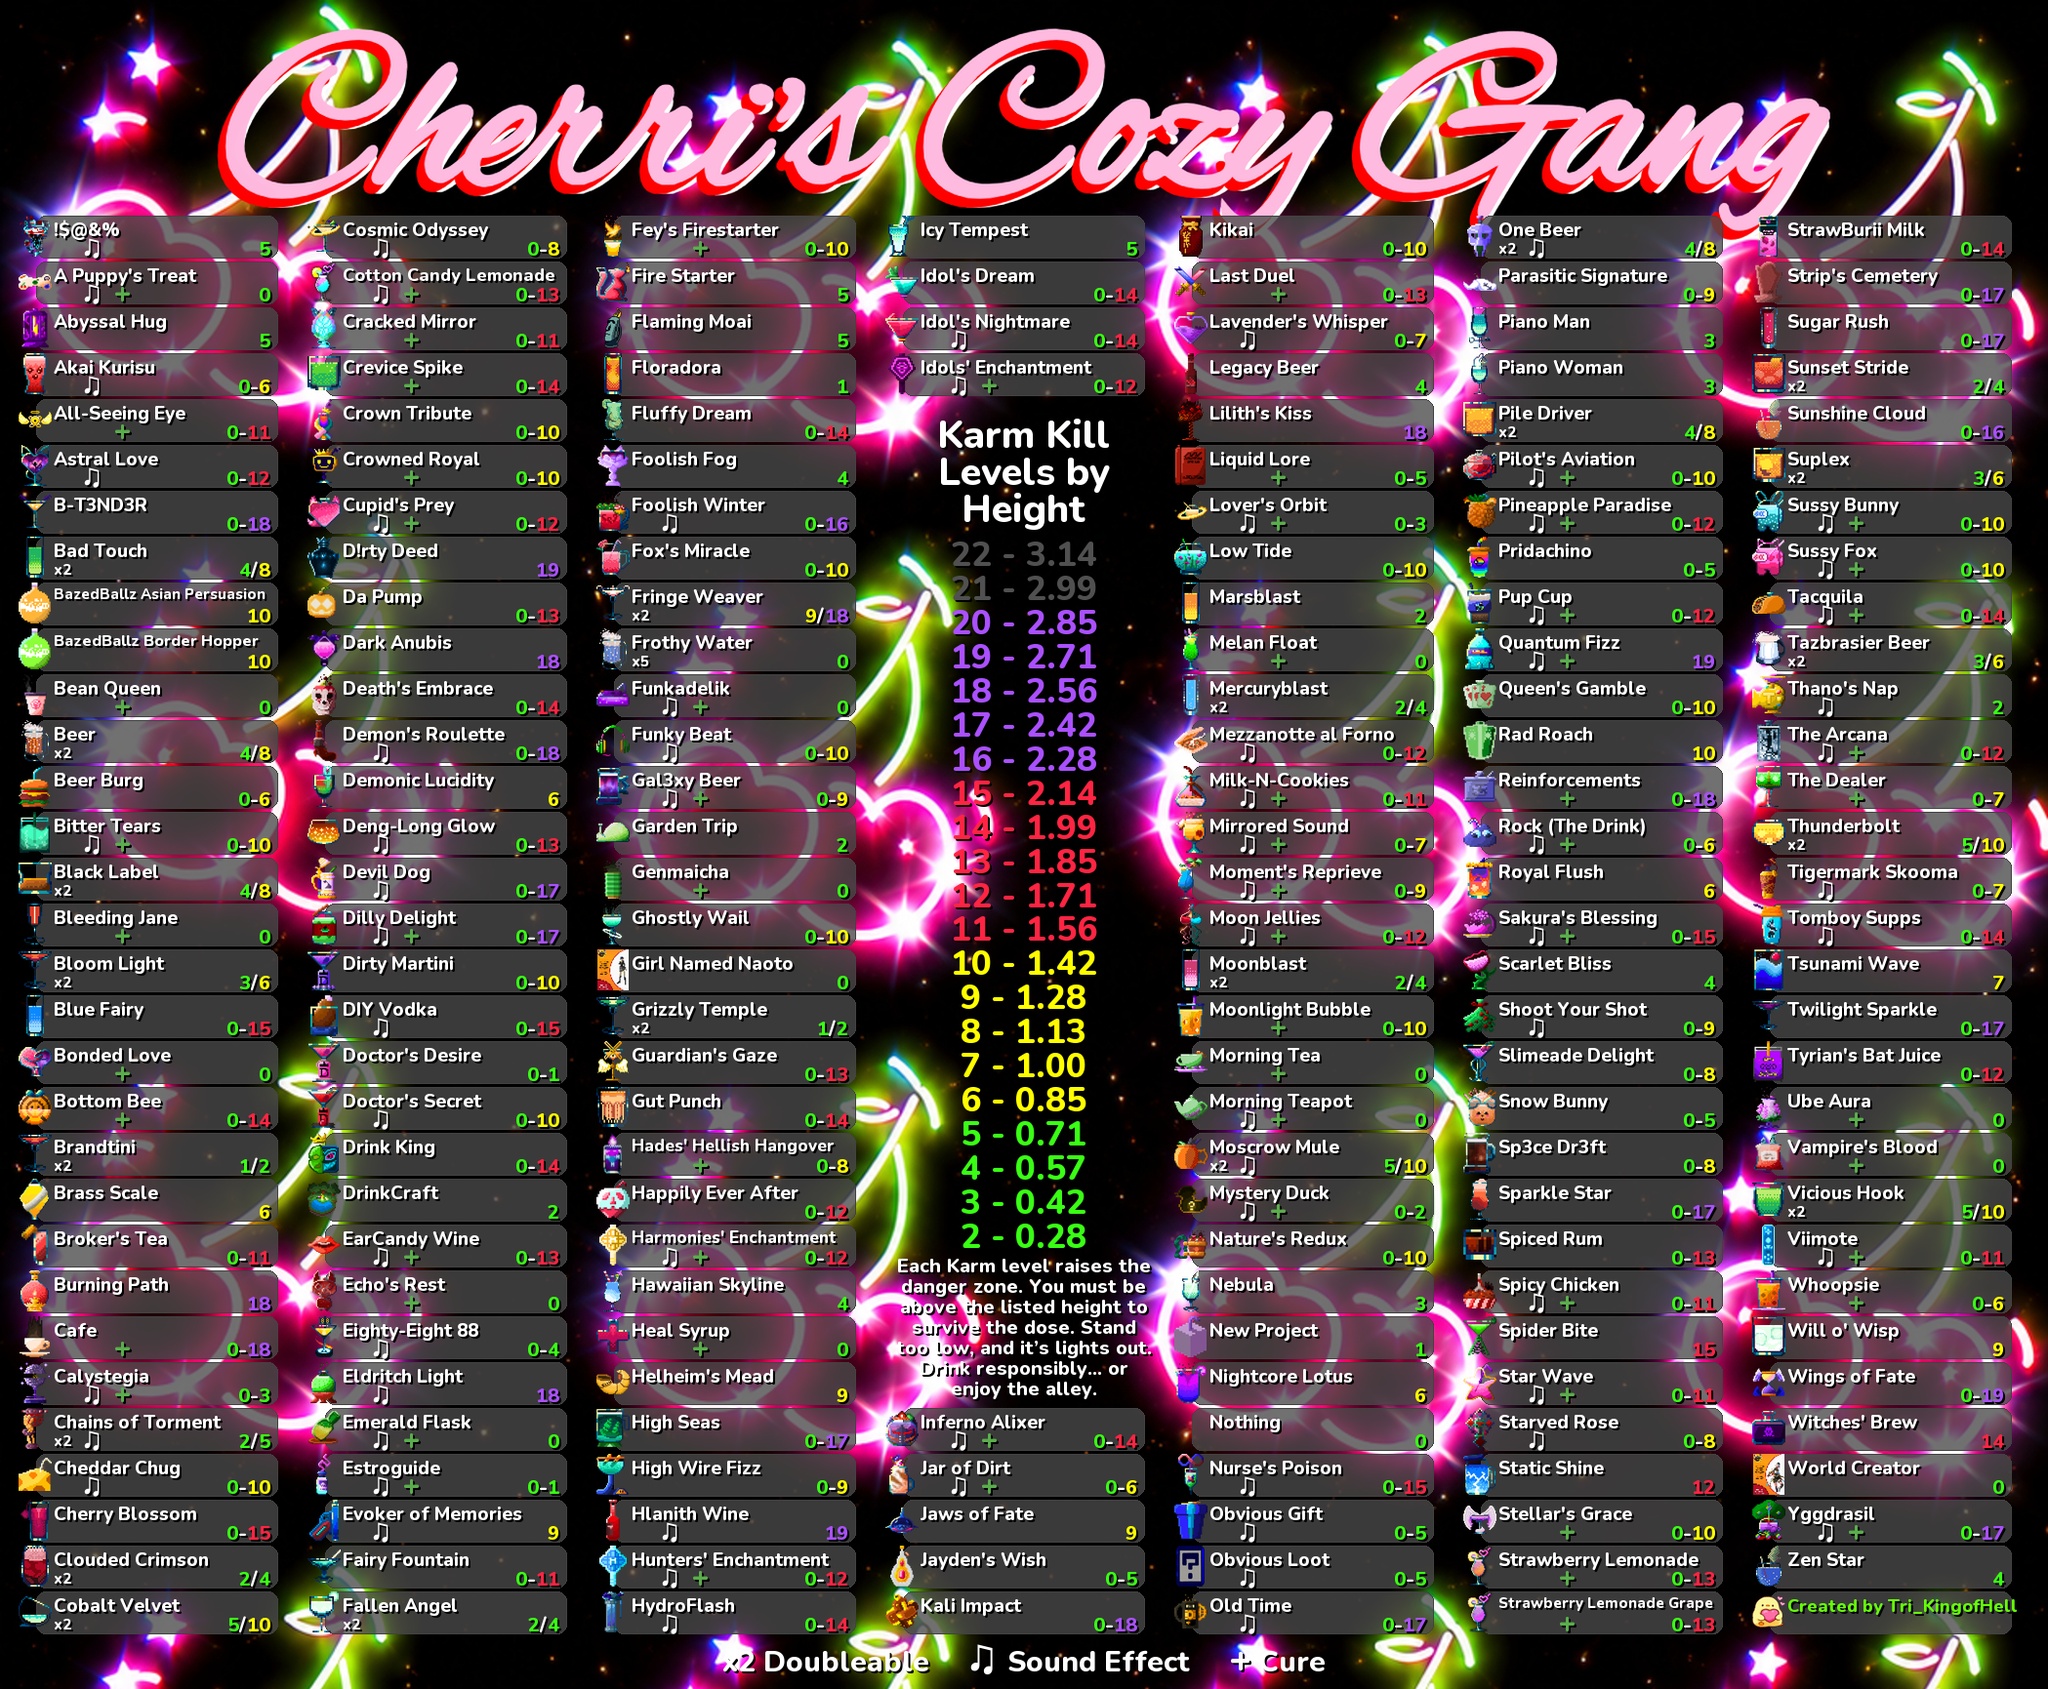 Cherri's Cozy Gang
!$@&%
♫ 5
A Puppy's Treat
♫ + 0
Abyssal Hug
5
Akai Kurisu
♫ 0-6
All-Seeing Eye
+ 0-11
Astral Love
♫ 0-12
B-T3ND3R
0-18
Bad Touch
x2 4/8
BazedBallz Asian Persuasion
10
BazedBallz Border Hopper
10
Bean Queen
+ 0
Beer
x2 4/8
Beer Burg
0-6
Bitter Tears
♫ + 0-10
Black Label
x2 4/8
Bleeding Jane
+ 0
Bloom Light
x2 3/6
Blue Fairy
0-15
Bonded Love
+ 0
Bottom Bee
+ 0-14
Brandtini
x2 1/2
Brass Scale
6
Broker's Tea
0-11
Burning Path
18
Cafe
+ 0-18
Calystegia
♫ + 0-3
Chains of Torment
x2 ♫ 2/5
Cheddar Chug
♫ 0-10
Cherry Blossom
0-15
Clouded Crimson
x2 2/4
Cobalt Velvet
x2 5/10
Cosmic Odyssey
♫ 0-8
Cotton Candy Lemonade
♫ + 0-13
Cracked Mirror
+ 0-11
Crevice Spike
+ 0-14
Crown Tribute
0-10
Crowned Royal
+ 0-10
Cupid's Prey
♫ + 0-12
D!rty Deed
19
Da Pump
0-13
Dark Anubis
18
Death's Embrace
0-14
Demon's Roulette
0-18
Demonic Lucidity
6
Deng-Long Glow
♫ 0-13
Devil Dog
♫ 0-17
Dilly Delight
♫ + 0-17
Dirty Martini
0-10
DIY Vodka
♫ 0-15
Doctor's Desire
0-1
Doctor's Secret
♫ 0-10
Drink King
0-14
DrinkCraft
2
EarCandy Wine
♫ + 0-13
Echo's Rest
+ 0
Eighty-Eight 88
♫ 0-4
Eldritch Light
♫ 18
Emerald Flask
♫ + 0
Estroguide
♫ + 0-1
Evoker of Memories
♫ 9
Fairy Fountain
0-11
Fallen Angel
x2 2/4
Fey's Firestarter
+ 0-10
Fire Starter
5
Flaming Moai
5
Floradora
1
Fluffy Dream
0-14
Foolish Fog
4
Foolish Winter
♫ 0-16
Fox's Miracle
0-10
Fringe Weaver
x2 9/18
Frothy Water
x5 0
Funkadelik
♫ + 0
Funky Beat
♫ 0-10
Gal3xy Beer
♫ + 0-9
Garden Trip
2
Genmaicha
+ 0
Ghostly Wail
0-10
Girl Named Naoto
0
Grizzly Temple
x2 1/2
Guardian's Gaze
0-13
Gut Punch
0-14
Hades' Hellish Hangover
+ 0-8
Happily Ever After
0-12
Harmonies' Enchantment
♫ + 0-12
Hawaiian Skyline
4
Heal Syrup
+ 0
Helheim's Mead
9
High Seas
0-17
High Wire Fizz
0-9
Hlanith Wine
♫ 19
Hunters' Enchantment
♫ + 0-12
HydroFlash
♫ 0-14
Icy Tempest
5
Idol's Dream
0-14
Idol's Nightmare
♫ 0-14
Idols' Enchantment
♫ + 0-12
Karm Kill
Levels by
Height
22 - 3.14
21 - 2.99
20 - 2.85
19 - 2.71
18 - 2.56
17 - 2.42
16 - 2.28
15 - 2.14
14 - 1.99
13 - 1.85
12 - 1.71
11 - 1.56
10 - 1.42
9 - 1.28
8 - 1.13
7 - 1.00
6 - 0.85
5 - 0.71
4 - 0.57
3 - 0.42
2 - 0.28
Each Karm level raises the
danger zone. You must be
above the listed height to
survive the dose. Stand
too low, and it's lights out.
Drink responsibly... or
enjoy the alley.
Inferno Alixer
♫ + 0-14
Jar of Dirt
♫ + 0-6
Jaws of Fate
9
Jayden's Wish
0-5
Kali Impact
0-18
Kikai
0-10
Last Duel
+ 0-13
Lavender's Whisper
♫ 0-7
Legacy Beer
4
Lilith's Kiss
18
Liquid Lore
+ 0-5
Lover's Orbit
♫ + 0-3
Low Tide
0-10
Marsblast
2
Melan Float
+ 0
Mercuryblast
x2 2/4
Mezzanotte al Forno
♫ 0-12
Milk-N-Cookies
♫ + 0-11
Mirrored Sound
♫ 0-7
Moment's Reprieve
♫ + 0-9
Moon Jellies
♫ + 0-12
Moonblast
x2 2/4
Moonlight Bubble
+ 0-10
Morning Tea
+ 0
Morning Teapot
♫ + 0
Moscrow Mule
x2 ♫ 5/10
Mystery Duck
♫ + 0-2
Nature's Redux
0-10
Nebula
3
New Project
1
Nightcore Lotus
6
Nothing
0
Nurse's Poison
♫ 0-15
Obvious Gift
♫ 0-5
Obvious Loot
♫ 0-5
Old Time
♫ 0-17
One Beer
x2 ♫ 4/8
Parasitic Signature
0-9
Piano Man
3
Piano Woman
3
Pile Driver
x2 4/8
Pilot's Aviation
♫ + 0-10
Pineapple Paradise
♫ + 0-12
Pridachino
0-5
Pup Cup
♫ + 0-12
Quantum Fizz
♫ + 19
Queen's Gamble
0-10
Rad Roach
10
Reinforcements
+ 0-18
Rock (The Drink)
♫ + 0-6
Royal Flush
6
Sakura's Blessing
♫ + 0-15
Scarlet Bliss
4
Shoot Your Shot
♫ 0-9
Slimeade Delight
0-8
Snow Bunny
0-5
Sp3ce Dr3ft
0-8
Sparkle Star
0-17
Spiced Rum
0-13
Spicy Chicken
♫ + 0-11
Spider Bite
15
Star Wave
♫ + 0-11
Starved Rose
♫ 0-8
Static Shine
12
Stellar's Grace
+ 0-10
Strawberry Lemonade
+ 0-13
Strawberry Lemonade Grape
+ 0-13
StrawBurii Milk
0-14
Strip's Cemetery
0-17
Sugar Rush
0-17
Sunset Stride
x2 2/4
Sunshine Cloud
0-16
Suplex
x2 3/6
Sussy Bunny
♫ + 0-10
Sussy Fox
♫ + 0-10
Tacquila
♫ + 0-14
Tazbrasier Beer
x2 3/6
Thano's Nap
♫ 2
The Arcana
♫ + 0-12
The Dealer
+ 0-7
Thunderbolt
x2 5/10
Tigermark Skooma
♫ 0-7
Tomboy Supps
♫ 0-14
Tsunami Wave
7
Twilight Sparkle
0-17
Tyrian's Bat Juice
0-12
Ube Aura
+ 0
Vampire's Blood
+ 0
Vicious Hook
x2 5/10
Viimote
♫ + 0-11
Whoopsie
+ 0-6
Will o' Wisp
9
Wings of Fate
0-19
Witches' Brew
14
World Creator
0
Yggdrasil
♫ + 0-17
Zen Star
4
Created by Tri_KingofHell
x2 Doubleable ♫ Sound Effect + Cure